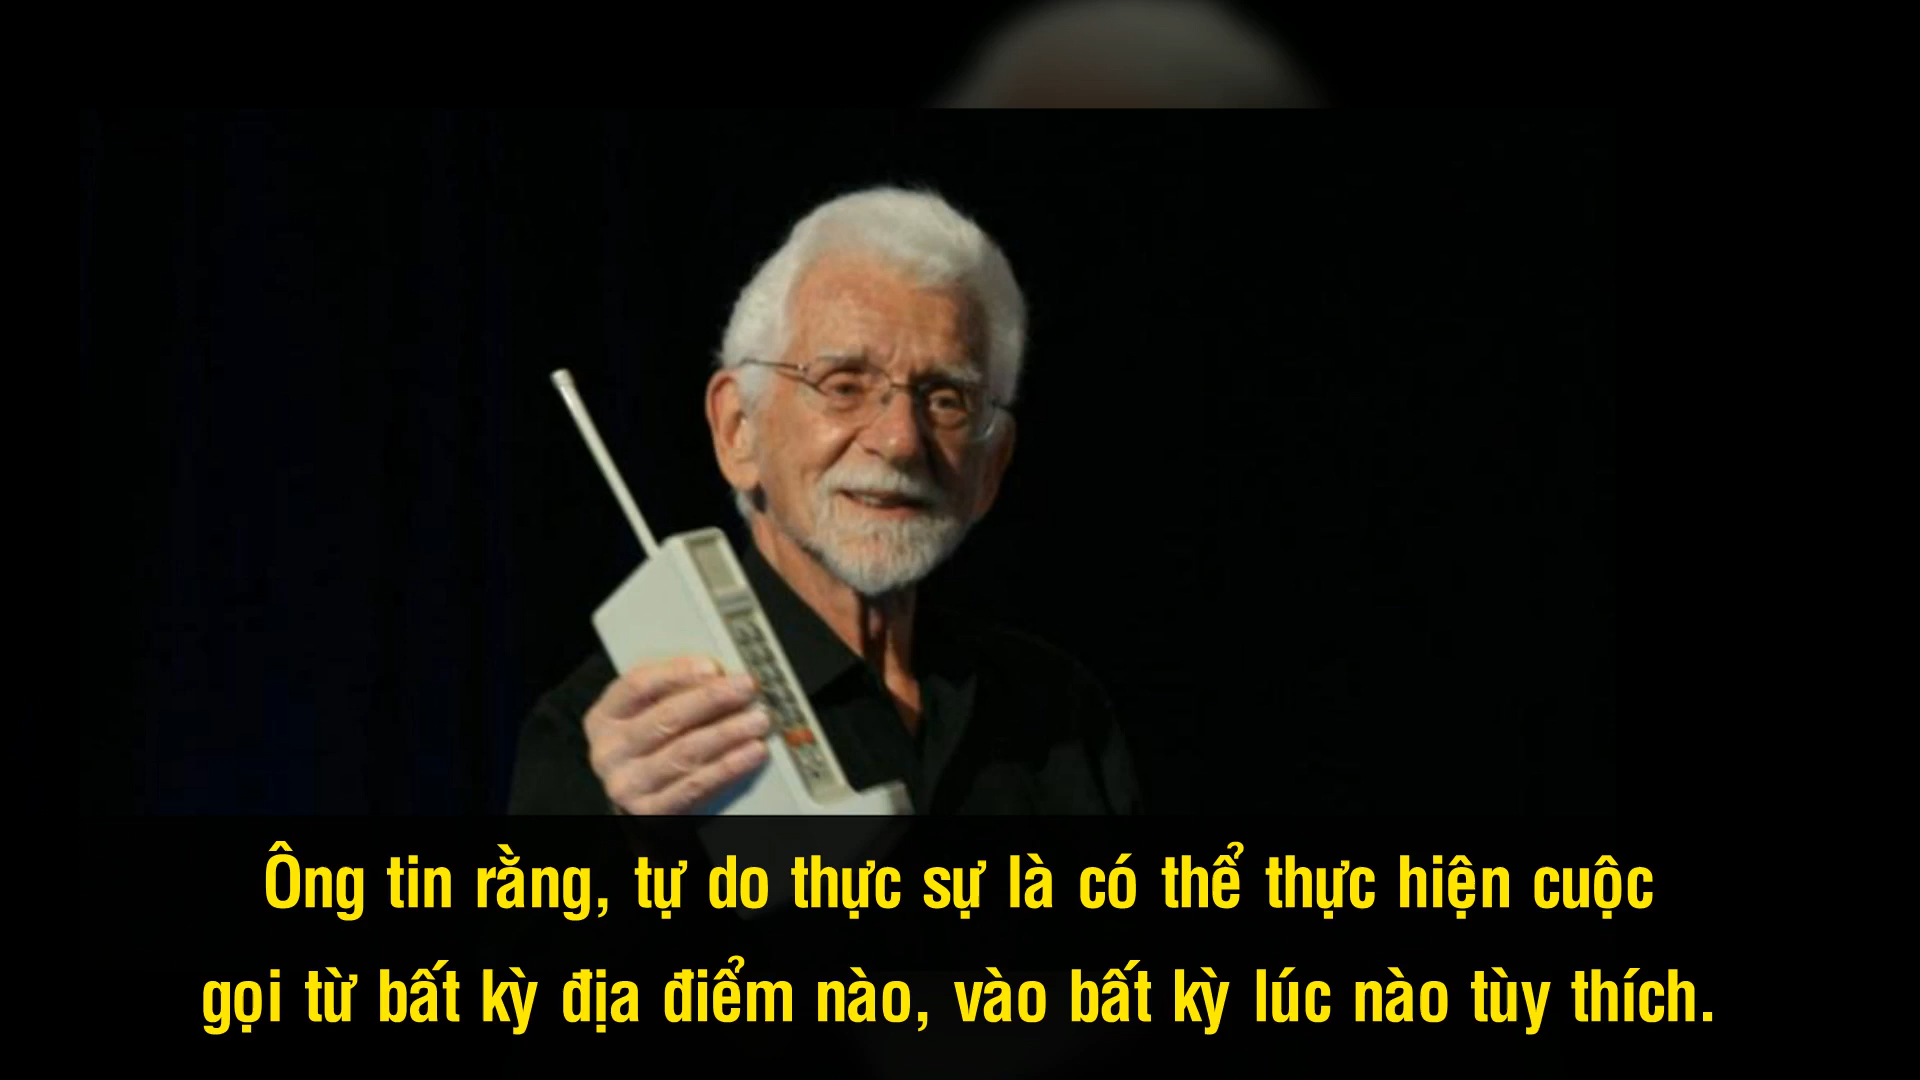 Ông tin rằng, tự do thực sự là có thể thực hiện cuộc
gọi từ bất kỳ địa điểm nào, vào bất kỳ lúc nào tùy thích.